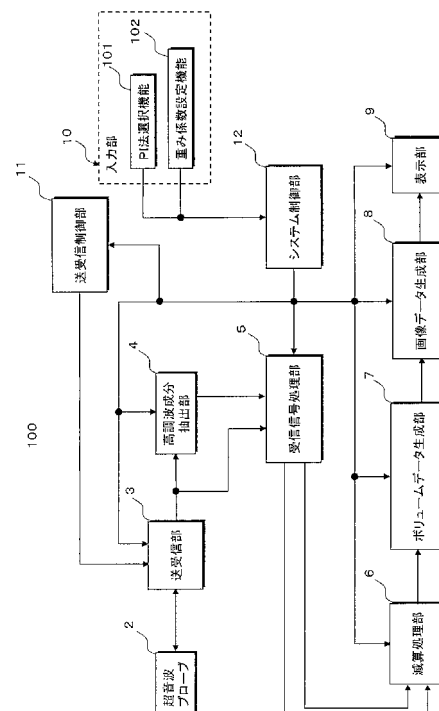 100
2
超音波
プローブ
3
送受信部
4
高調波成分
抽出部
11
送受信制御部
10
入力部
101
PI法選択機能
102
重み係数設定機能
12
システム制御部
5
受信信号処理部
6
減算処理部
7
ボリュームデータ生成部
8
画像データ生成部
9
表示部